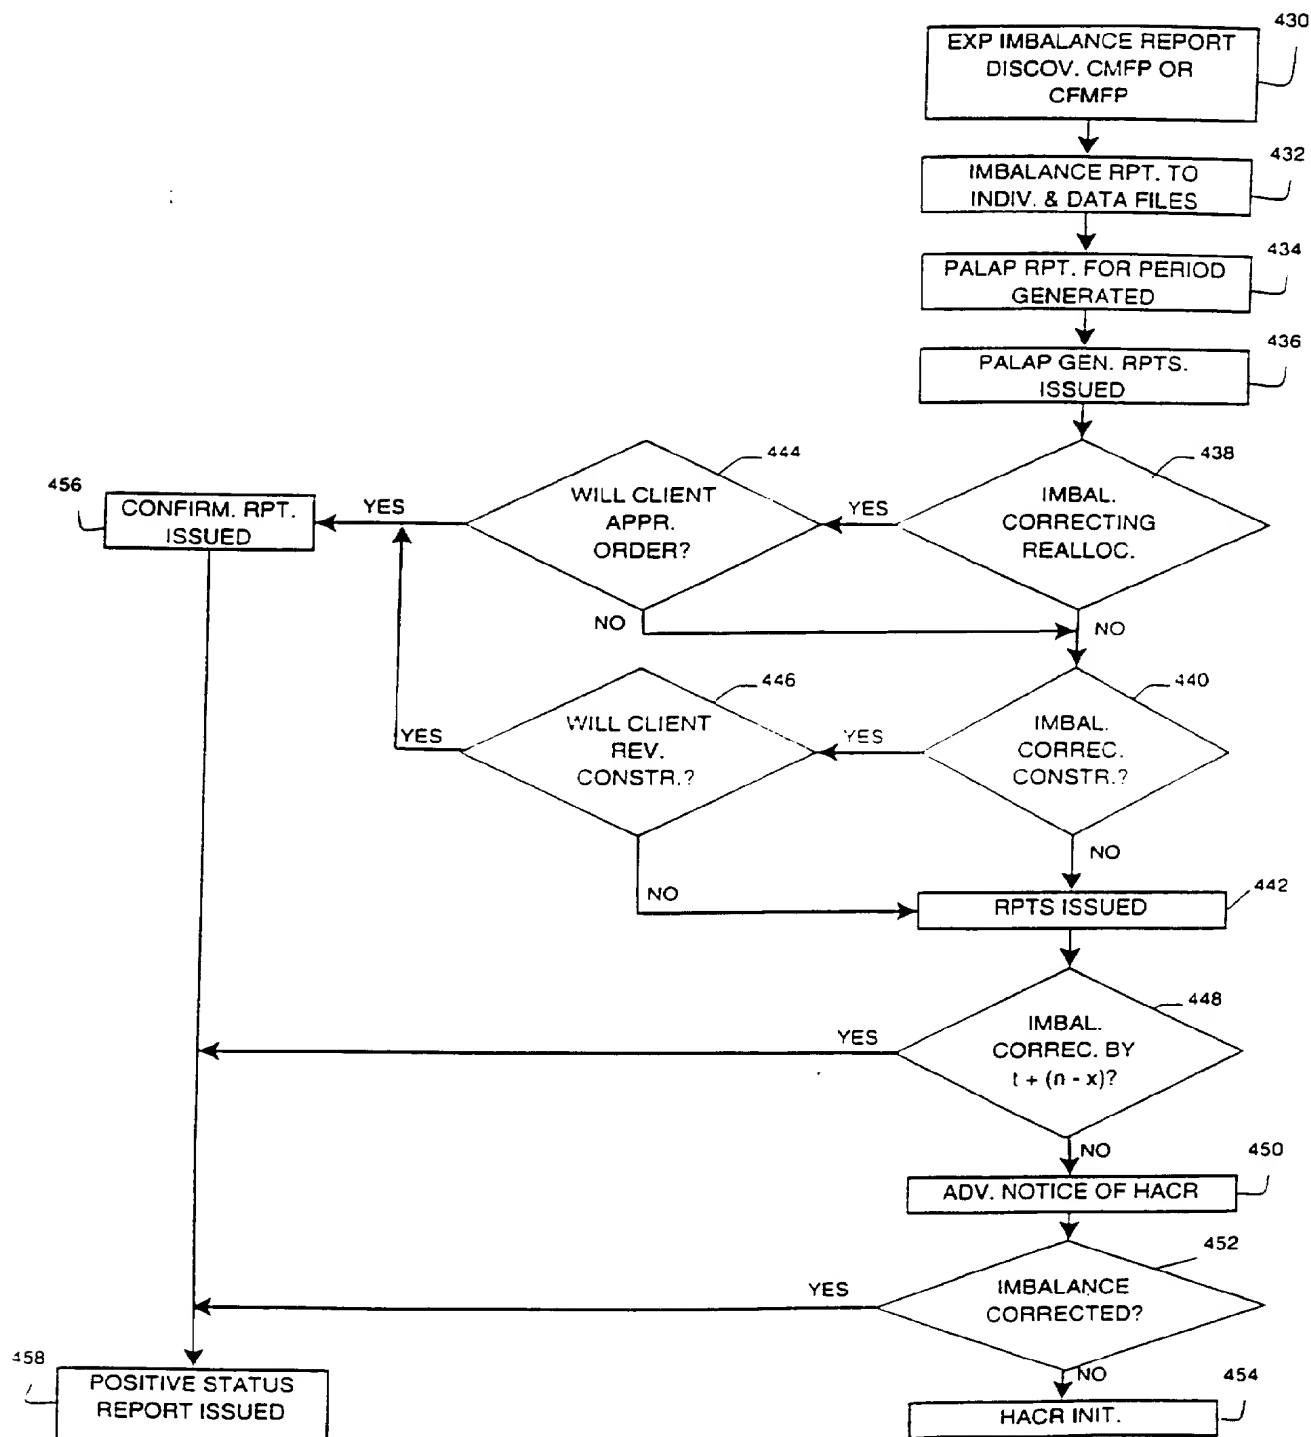 430
EXP IMBALANCE REPORT
DISCOV. CMFP OR
CFMFP
432
IMBALANCE RPT. TO
INDIV. & DATA FILES
434
PALAP RPT. FOR PERIOD
GENERATED
436
PALAP GEN. RPTS.
ISSUED
438
IMBAL.
CORRECTING
REALLOC.
YES
444
WILL CLIENT
APPR.
ORDER?
YES
456
CONFIRM. RPT.
ISSUED
NO
NO
440
IMBAL.
CORREC.
CONSTR.?
YES
446
WILL CLIENT
REV.
CONSTR.?
YES
NO
NO
442
RPTS ISSUED
448
IMBAL.
CORREC. BY
t + (n - x)?
YES
NO
450
ADV. NOTICE OF HACR
452
IMBALANCE
CORRECTED?
YES
NO
458
POSITIVE STATUS
REPORT ISSUED
454
HACR INIT.